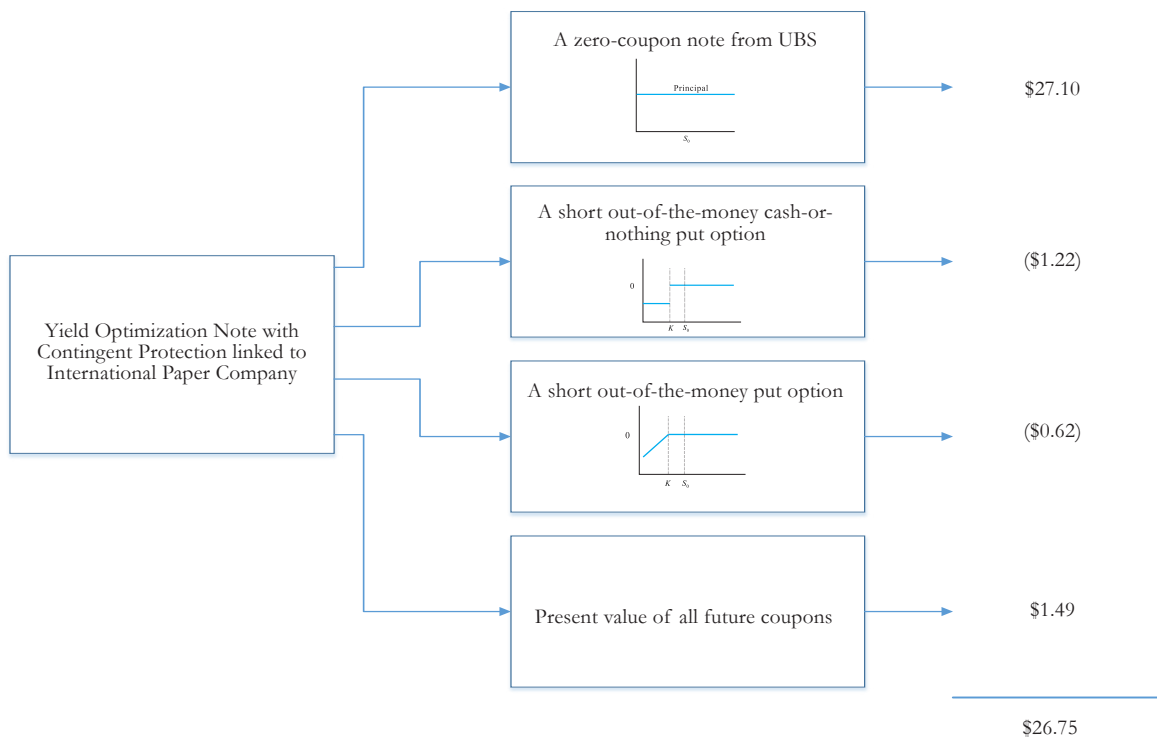 A zero-coupon note from UBS
Principal
S0
$27.10
A short out-of-the-money cash-or-
nothing put option
0
K
S0
($1.22)
Yield Optimization Note with
Contingent Protection linked to
International Paper Company
A short out-of-the-money put option
0
K
S0
($0.62)
Present value of all future coupons
$1.49
$26.75